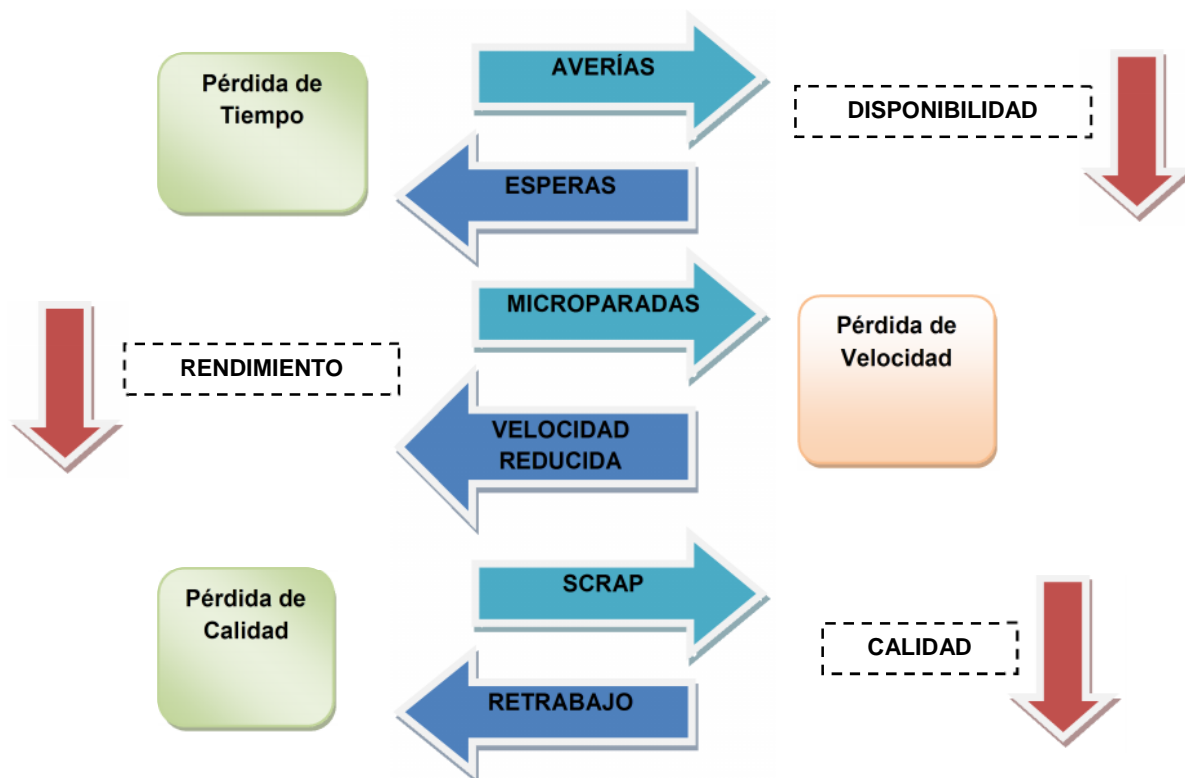 Pérdida de
Tiempo
AVERÍAS
DISPONIBILIDAD
ESPERAS
RENDIMIENTO
MICROPARADAS
Pérdida de
Velocidad
VELOCIDAD
REDUCIDA
Pérdida de
Calidad
SCRAP
CALIDAD
RETRABAJO